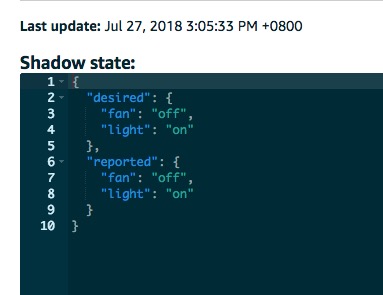 Last update: Jul 27, 2018 3:05:33 PM +0800
Shadow state:
1 {
2 "desired": {
3 "fan": "off",
4 "light": "on"
5 },
6 "reported": {
7 "fan": "off",
8 "light": "on"
9 }
10 }